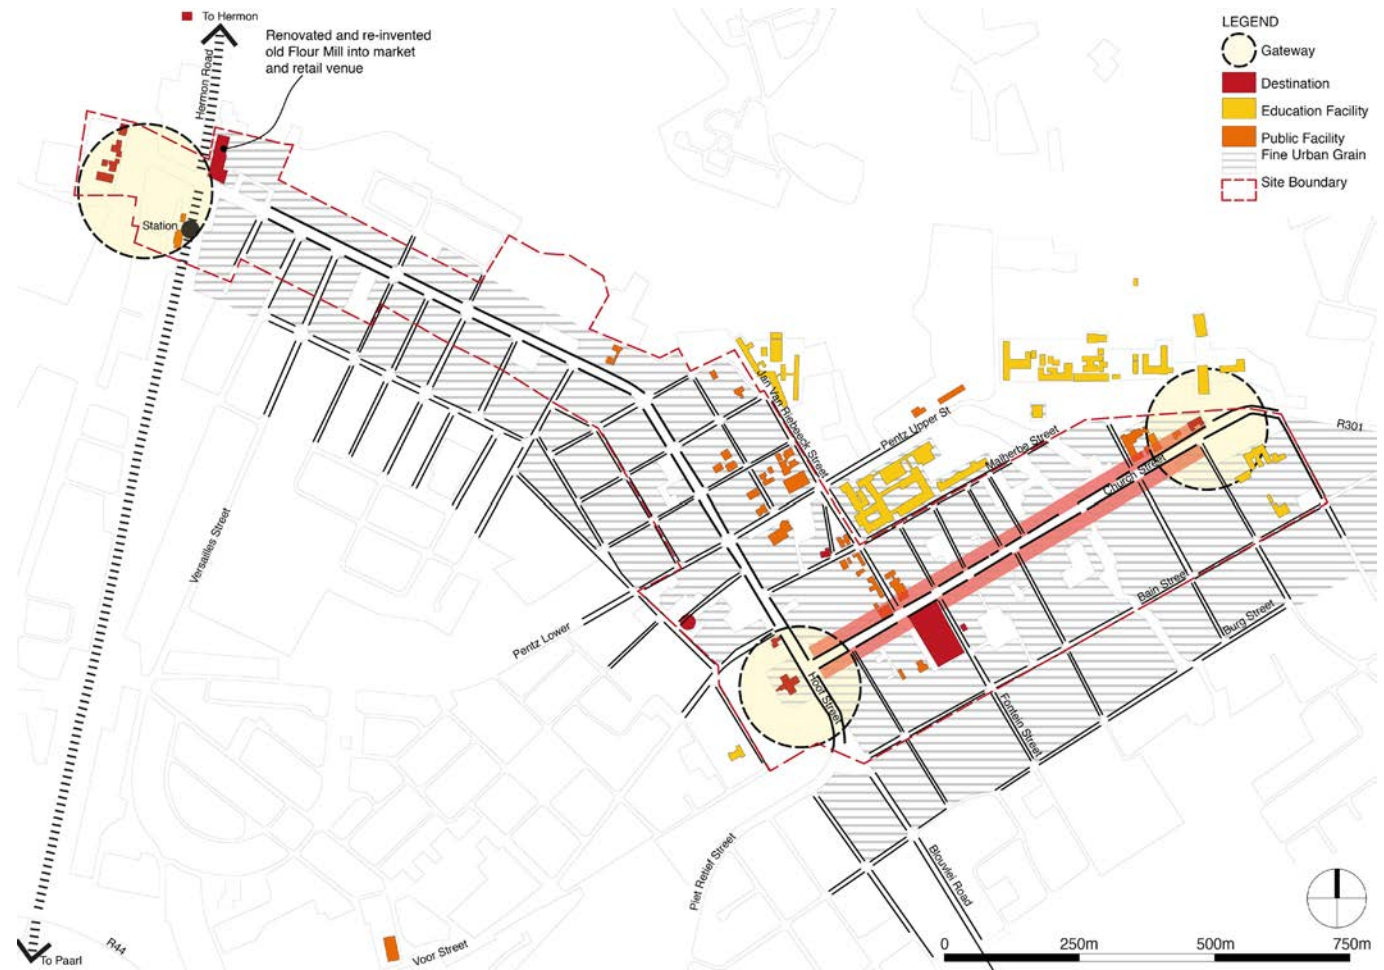 To Hermon
Renovated and re-invented
old Flour Mill into market
and retail venue
Hermon Road
Station
LEGEND
Gateway
Destination
Education Facility
Public Facility
Fine Urban Grain
Site Boundary
Jan Van Riebeeck Street
Pentz Upper St
Malherbe Street
Church Street
R301
Versailles Street
Pentz Lower
Hoof Street
Bain Street
Burg Street
Fontein Street
Piet Retief Street
Blouvlei Road
Voor Street
R44
To Paarl
0
250m
500m
750m